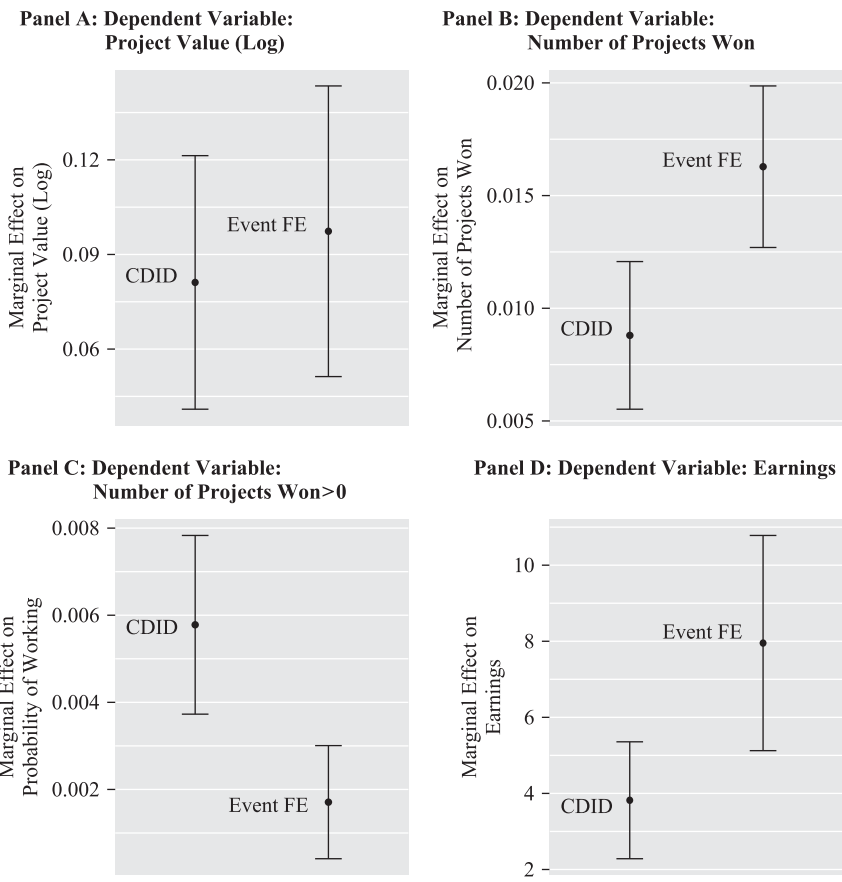 Panel A: Dependent Variable:
Project Value (Log)
Marginal Effect on
Project Value (Log)
0.12
0.09
0.06
CDID
Event FE
Panel B: Dependent Variable:
Number of Projects Won
Marginal Effect on
Number of Projects Won
0.020
0.015
0.010
0.005
CDID
Event FE
Panel C: Dependent Variable:
Number of Projects Won>0
Marginal Effect on
Probability of Working
0.008
0.006
0.004
0.002
CDID
Event FE
Panel D: Dependent Variable: Earnings
Marginal Effect on
Earnings
10
8
6
4
2
CDID
Event FE